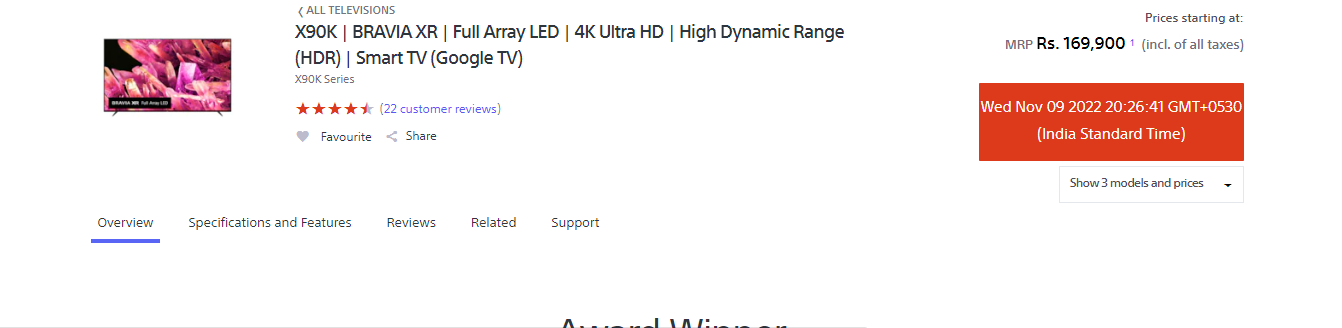 ALL TELEVISIONS
X90K | BRAVIA XR | Full Array LED | 4K Ultra HD | High Dynamic Range
(HDR) | Smart TV (Google TV)
X90K Series
(22 customer reviews)
Favourite Share
BRAVIA XR Full Array LED
Prices starting at:
MRP Rs. 169,900 1 (incl. of all taxes)
Wed Nov 09 2022 20:26:41 GMT+0530
(India Standard Time)
Show 3 models and prices
Overview Specifications and Features Reviews Related Support
Award Winner